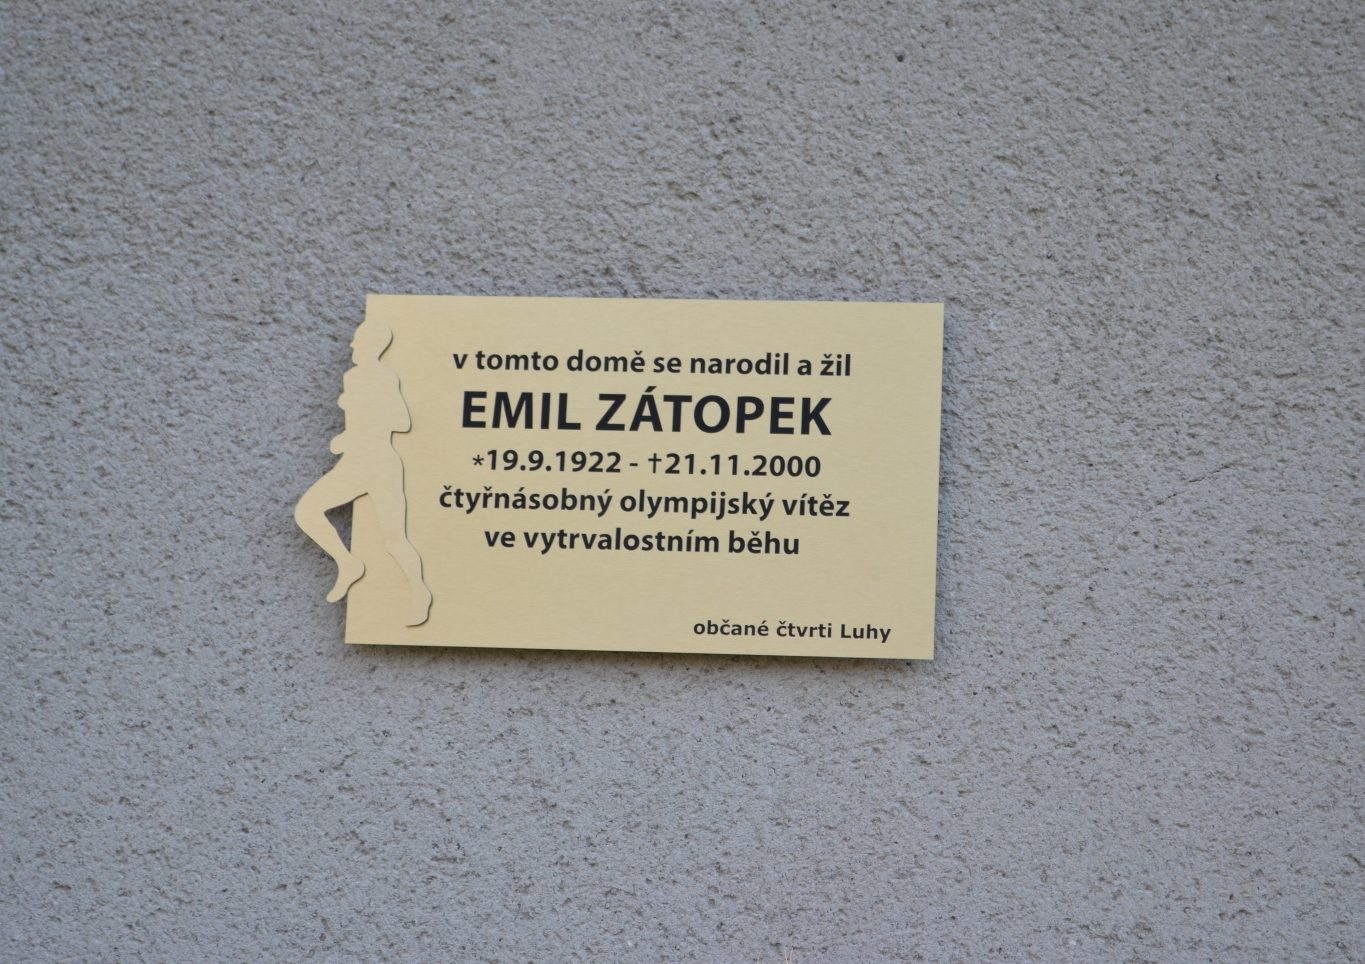 v tomto domě se narodil a žil
EMIL ZÁTOPEK
*19.9.1922 - †21.11.2000
čtyřnásobný olympijský vítěz
ve vytrvalostním běhu
občané čtvrti Luhy